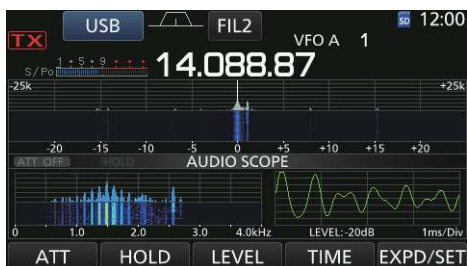 USB FIL2 SD 12:00
TX VFO A 1
S/Po 1 • 5 • 9 • • • 14.088.87
-25k +25k
-20 -15 -10 -5 0 +5 +10 +15 +20
ATT OFF HOLD AUDIO SCOPE
0 1.0 2.0 3.0 4.0kHz LEVEL:-20dB 1ms/Div
ATT HOLD LEVEL TIME EXPD/SET